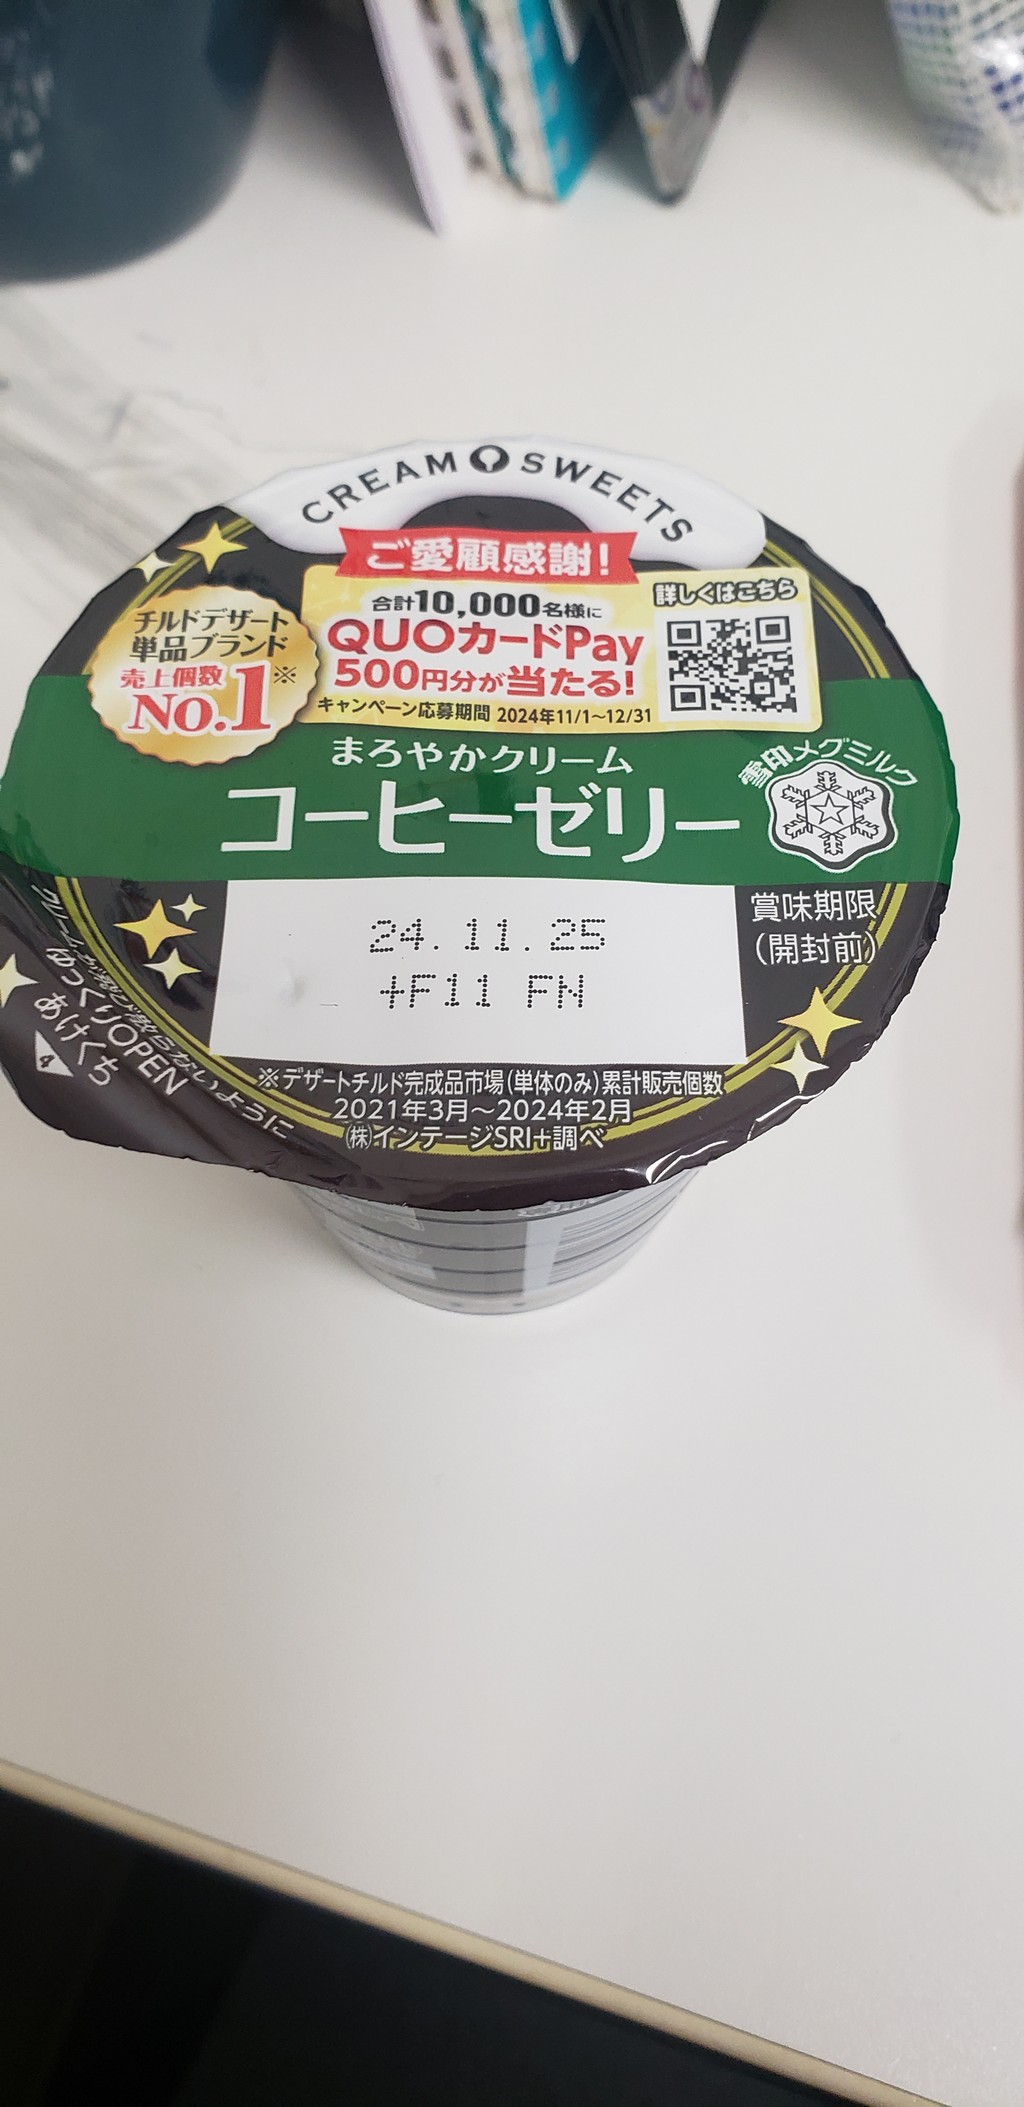 CREAM SWEETS
ご愛顧感謝!
合計10,000名様に
QUOカードPay
500円分が当たる!
キャンペーン応募期間 2024年11/1~12/31
詳しくはこちら
チルドデザート
単品ブランド
売上個数※
No.1
まろやかクリーム
コーヒーゼリー
雪印メグミルク
24.11.25
+F11 FN
賞味期限
(開封前)
ゆっくりOPEN
あけくち
※デザートチルド完成品市場(単体のみ)累計販売個数
2021年3月~2024年2月
㈱インテージSRI+調べ